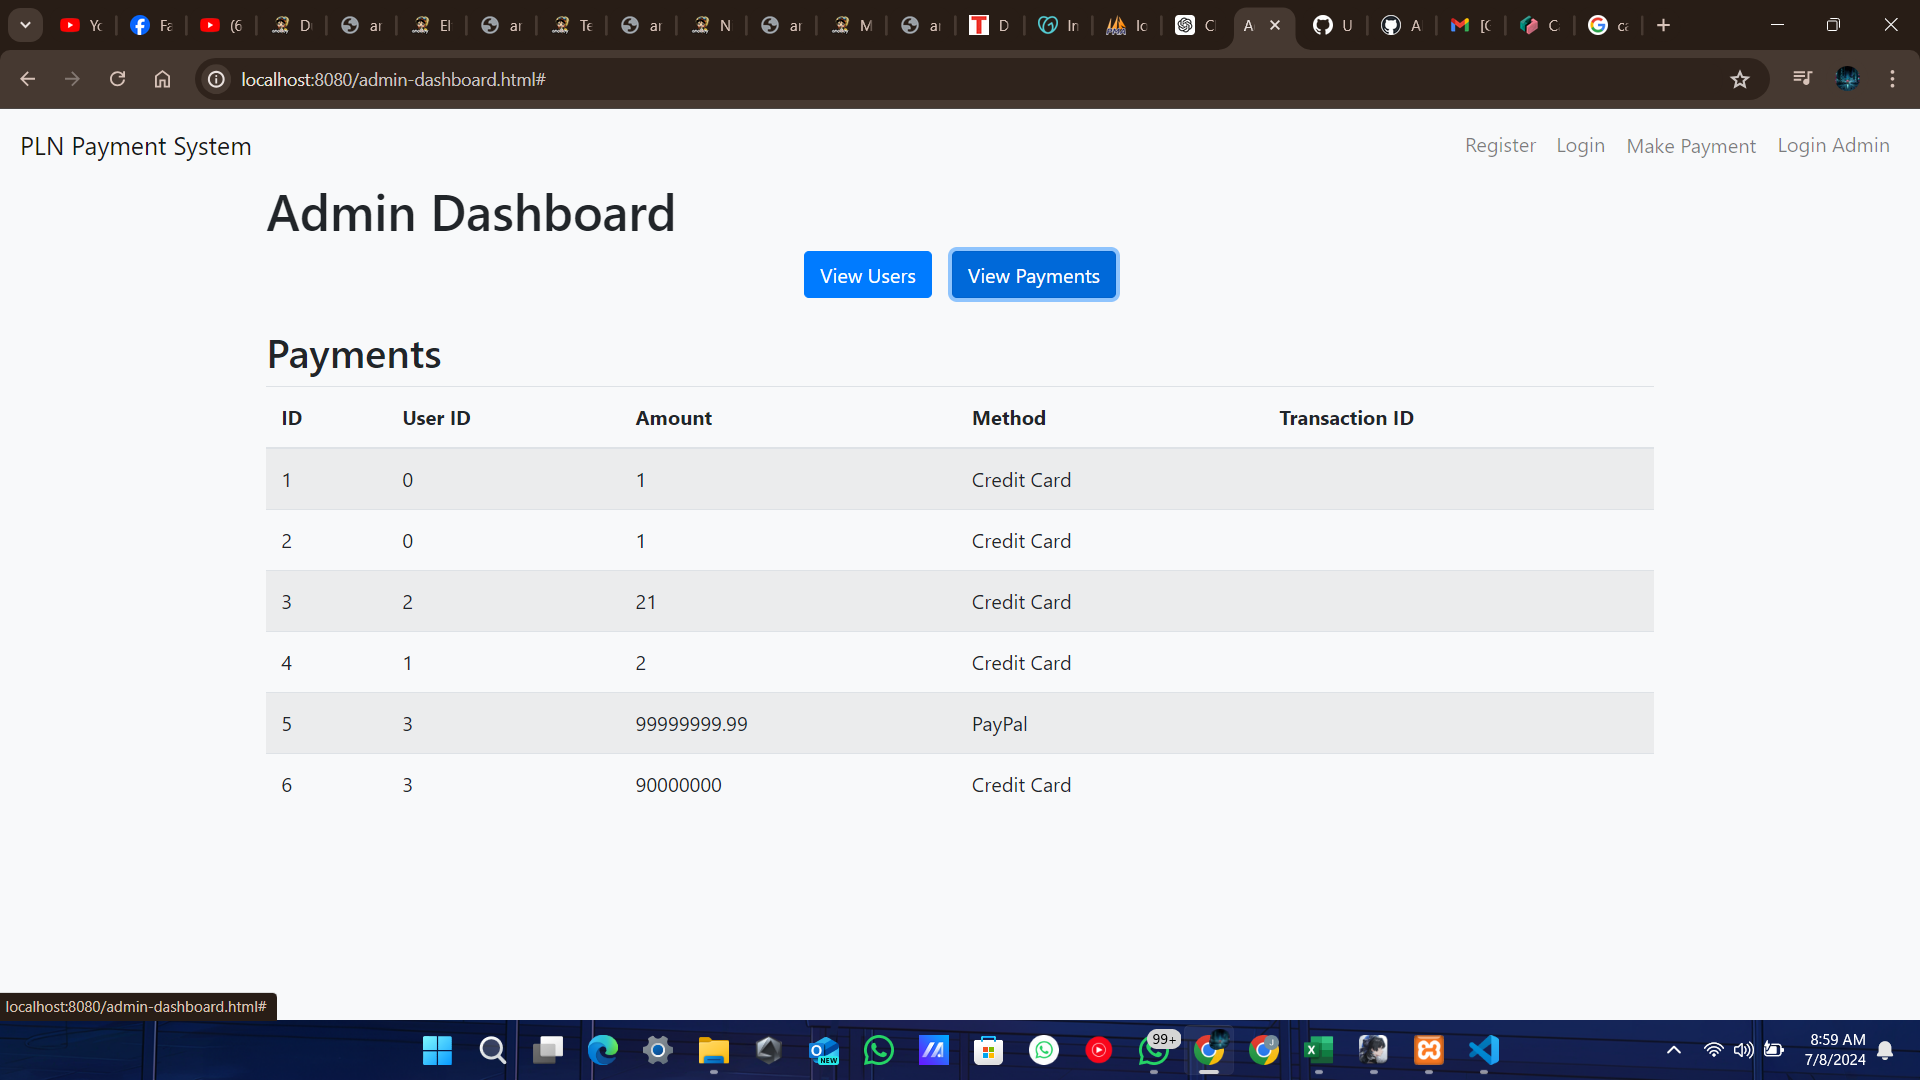 Yc
Fa
(6
D
ar
El
ar
Te
ar
N
ar
M
ar
D
In
lo
C
A
U
A
[C
C
ca
localhost:8080/admin-dashboard.html#
PLN Payment System
Register Login Make Payment Login Admin
Admin Dashboard
View Users View Payments
Payments
ID User ID Amount Method Transaction ID
1 0 1 Credit Card
2 0 1 Credit Card
3 2 21 Credit Card
4 1 2 Credit Card
5 3 99999999.99 PayPal
6 3 90000000 Credit Card
localhost:8080/admin-dashboard.html#
NEW
99+
8:59 AM
7/8/2024